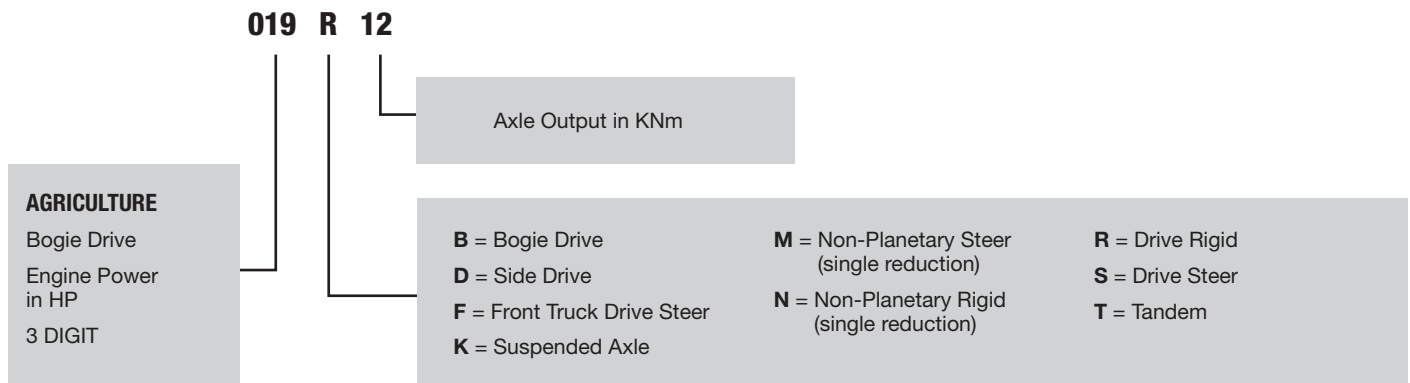 019 R 12
Axle Output in KNm
AGRICULTURE
Bogie Drive
Engine Power
in HP
3 DIGIT
B = Bogie Drive
D = Side Drive
F = Front Truck Drive Steer
K = Suspended Axle
M = Non-Planetary Steer
(single reduction)
N = Non-Planetary Rigid
(single reduction)
R = Drive Rigid
S = Drive Steer
T = Tandem